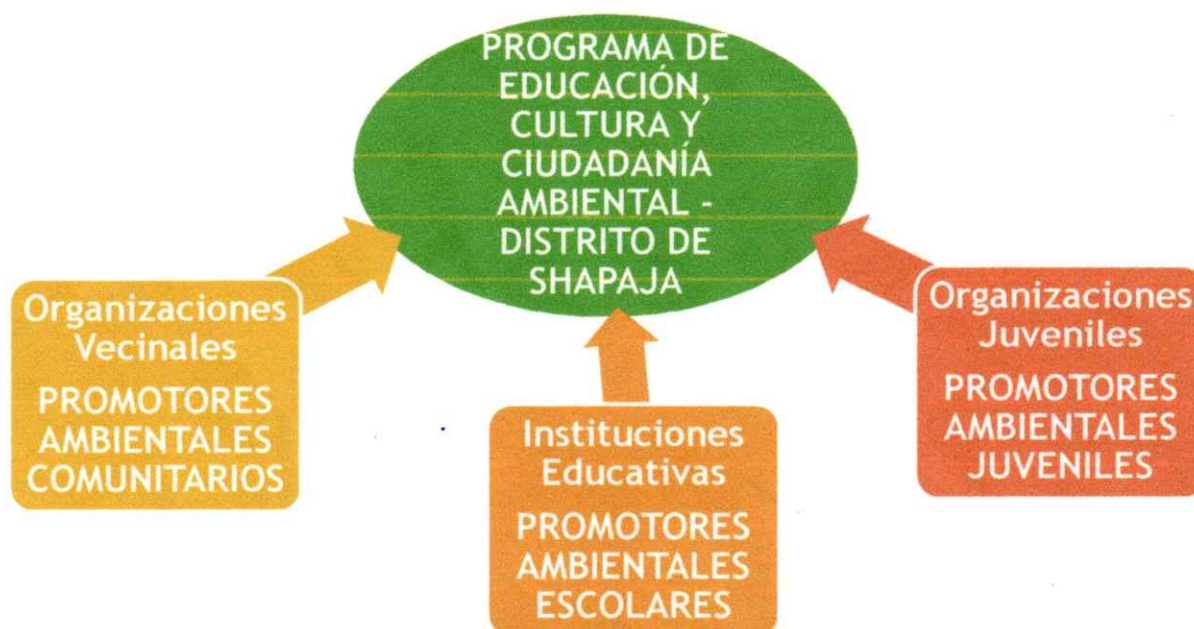 PROGRAMA DE
EDUCACIÓN,
CULTURA Y
CIUDADANÍA
AMBIENTAL -
DISTRITO DE
SHAPAJA
Organizaciones
Vecinales
PROMOTORES
AMBIENTALES
COMUNITARIOS
Instituciones
Educativas
PROMOTORES
AMBIENTALES
ESCOLARES
Organizaciones
Juveniles
PROMOTORES
AMBIENTALES
JUVENILES